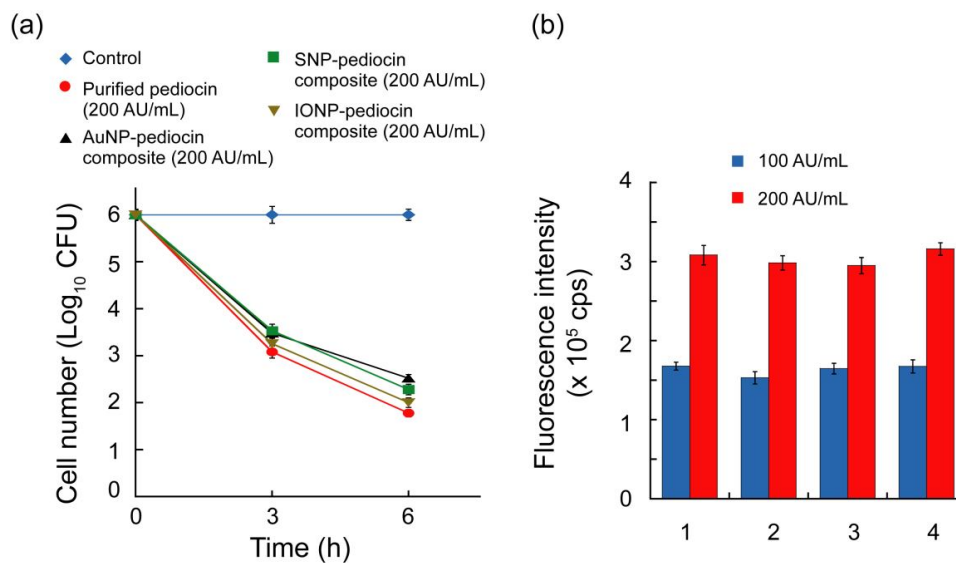 (a)
Control
Purified pediocin
(200 AU/mL)
AuNP-pediocin
composite (200 AU/mL)
SNP-pediocin
composite (200 AU/mL)
IONP-pediocin
composite (200 AU/mL)
Cell number (Log10 CFU)
6
5
4
3
2
1
0
0
3
6
Time (h)
(b)
100 AU/mL
200 AU/mL
Fluorescence intensity
(x 10⁵ cps)
4
3
2
1
0
1
2
3
4